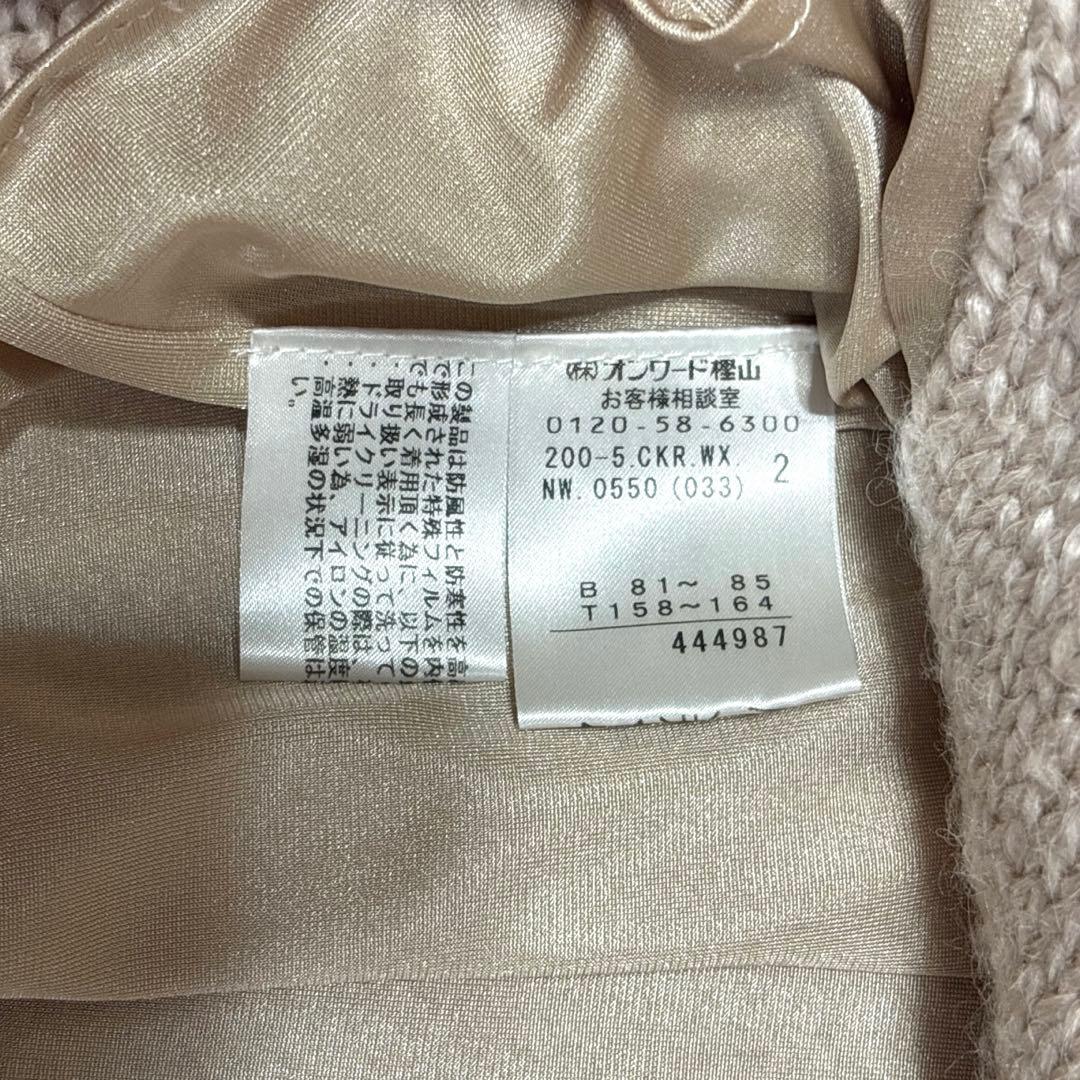 この製品は防風性と防寒性を高
で形成された特殊フィルムを内
でも長く着用頂く為に、以下の
・取り扱い表示に従って洗って
・ドライクリーニングの際は、
熱に弱い為、アイロンの温度
・高温多湿の状況下での保管は
い。
(株)オンワード樫山
お客様相談室
0120-58-6300
200-5.CKR.WX. 2
NW. 0550 (033)
B 81〜 85
T158〜164
444987